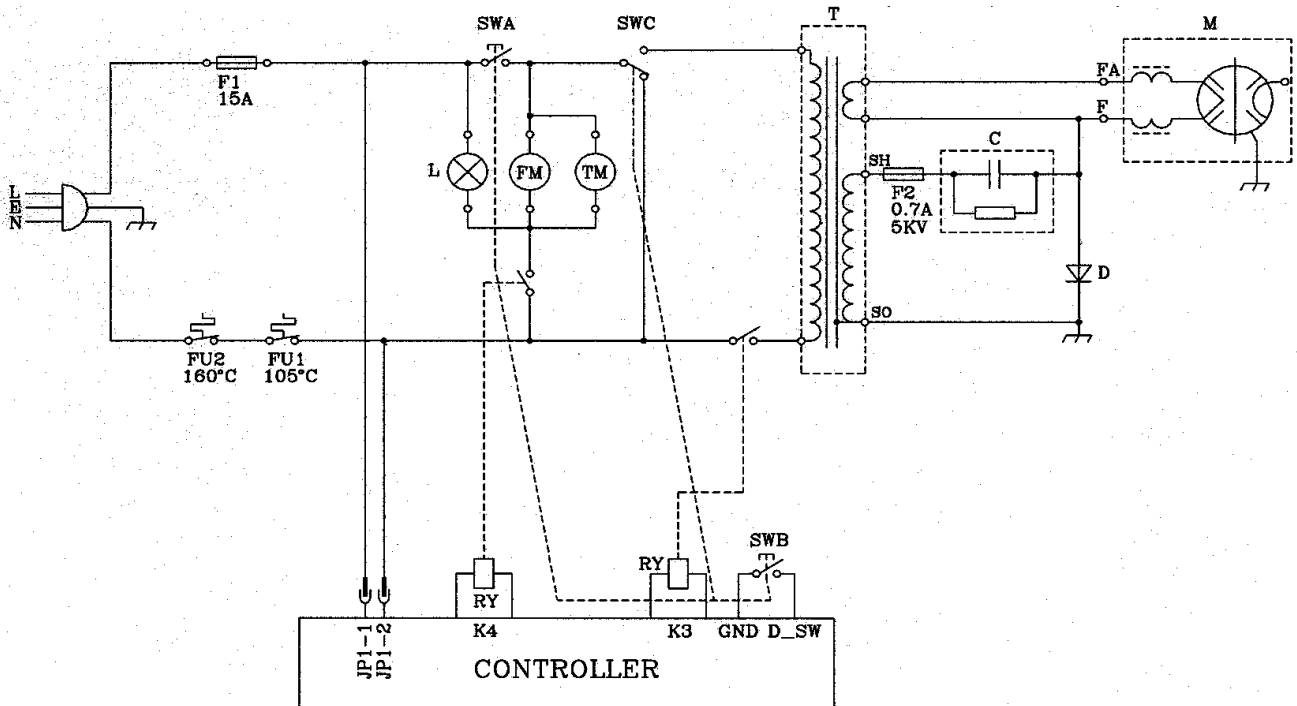 SWA
SWC
T
M
F1
15A
FA
F
L
FM
TM
SH
F2
0.7A
5KV
C
L
E
N
D
SO
FU2
160°C
FU1
105°C
SWB
RY
RY
JP1-1
JP1-2
K4
K3
GND
D_SW
CONTROLLER